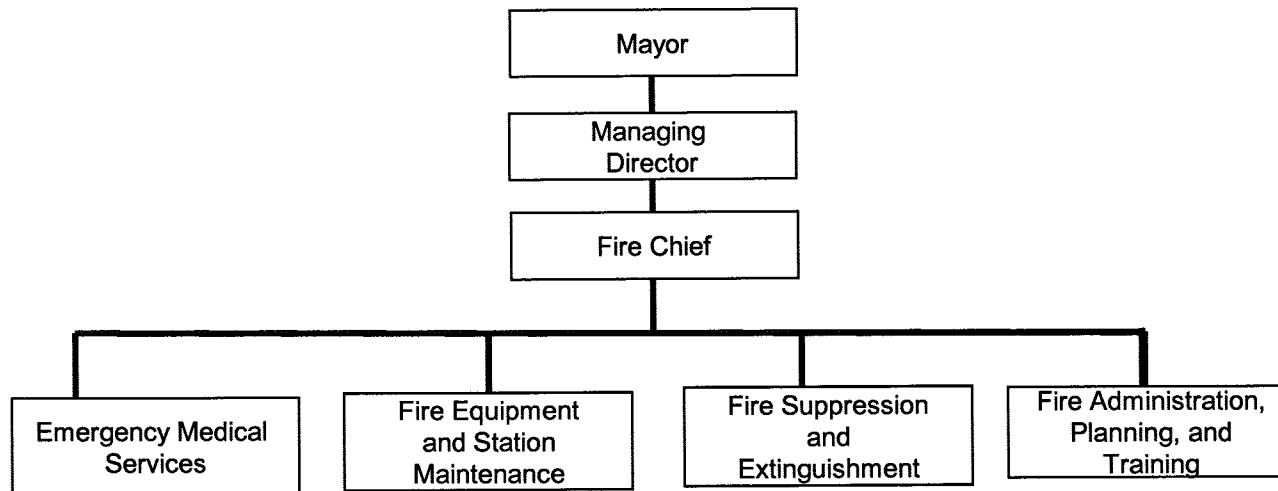 Mayor
Managing
Director
Fire Chief
Emergency Medical
Services
Fire Equipment
and Station
Maintenance
Fire Suppression
and
Extinguishment
Fire Administration,
Planning, and
Training